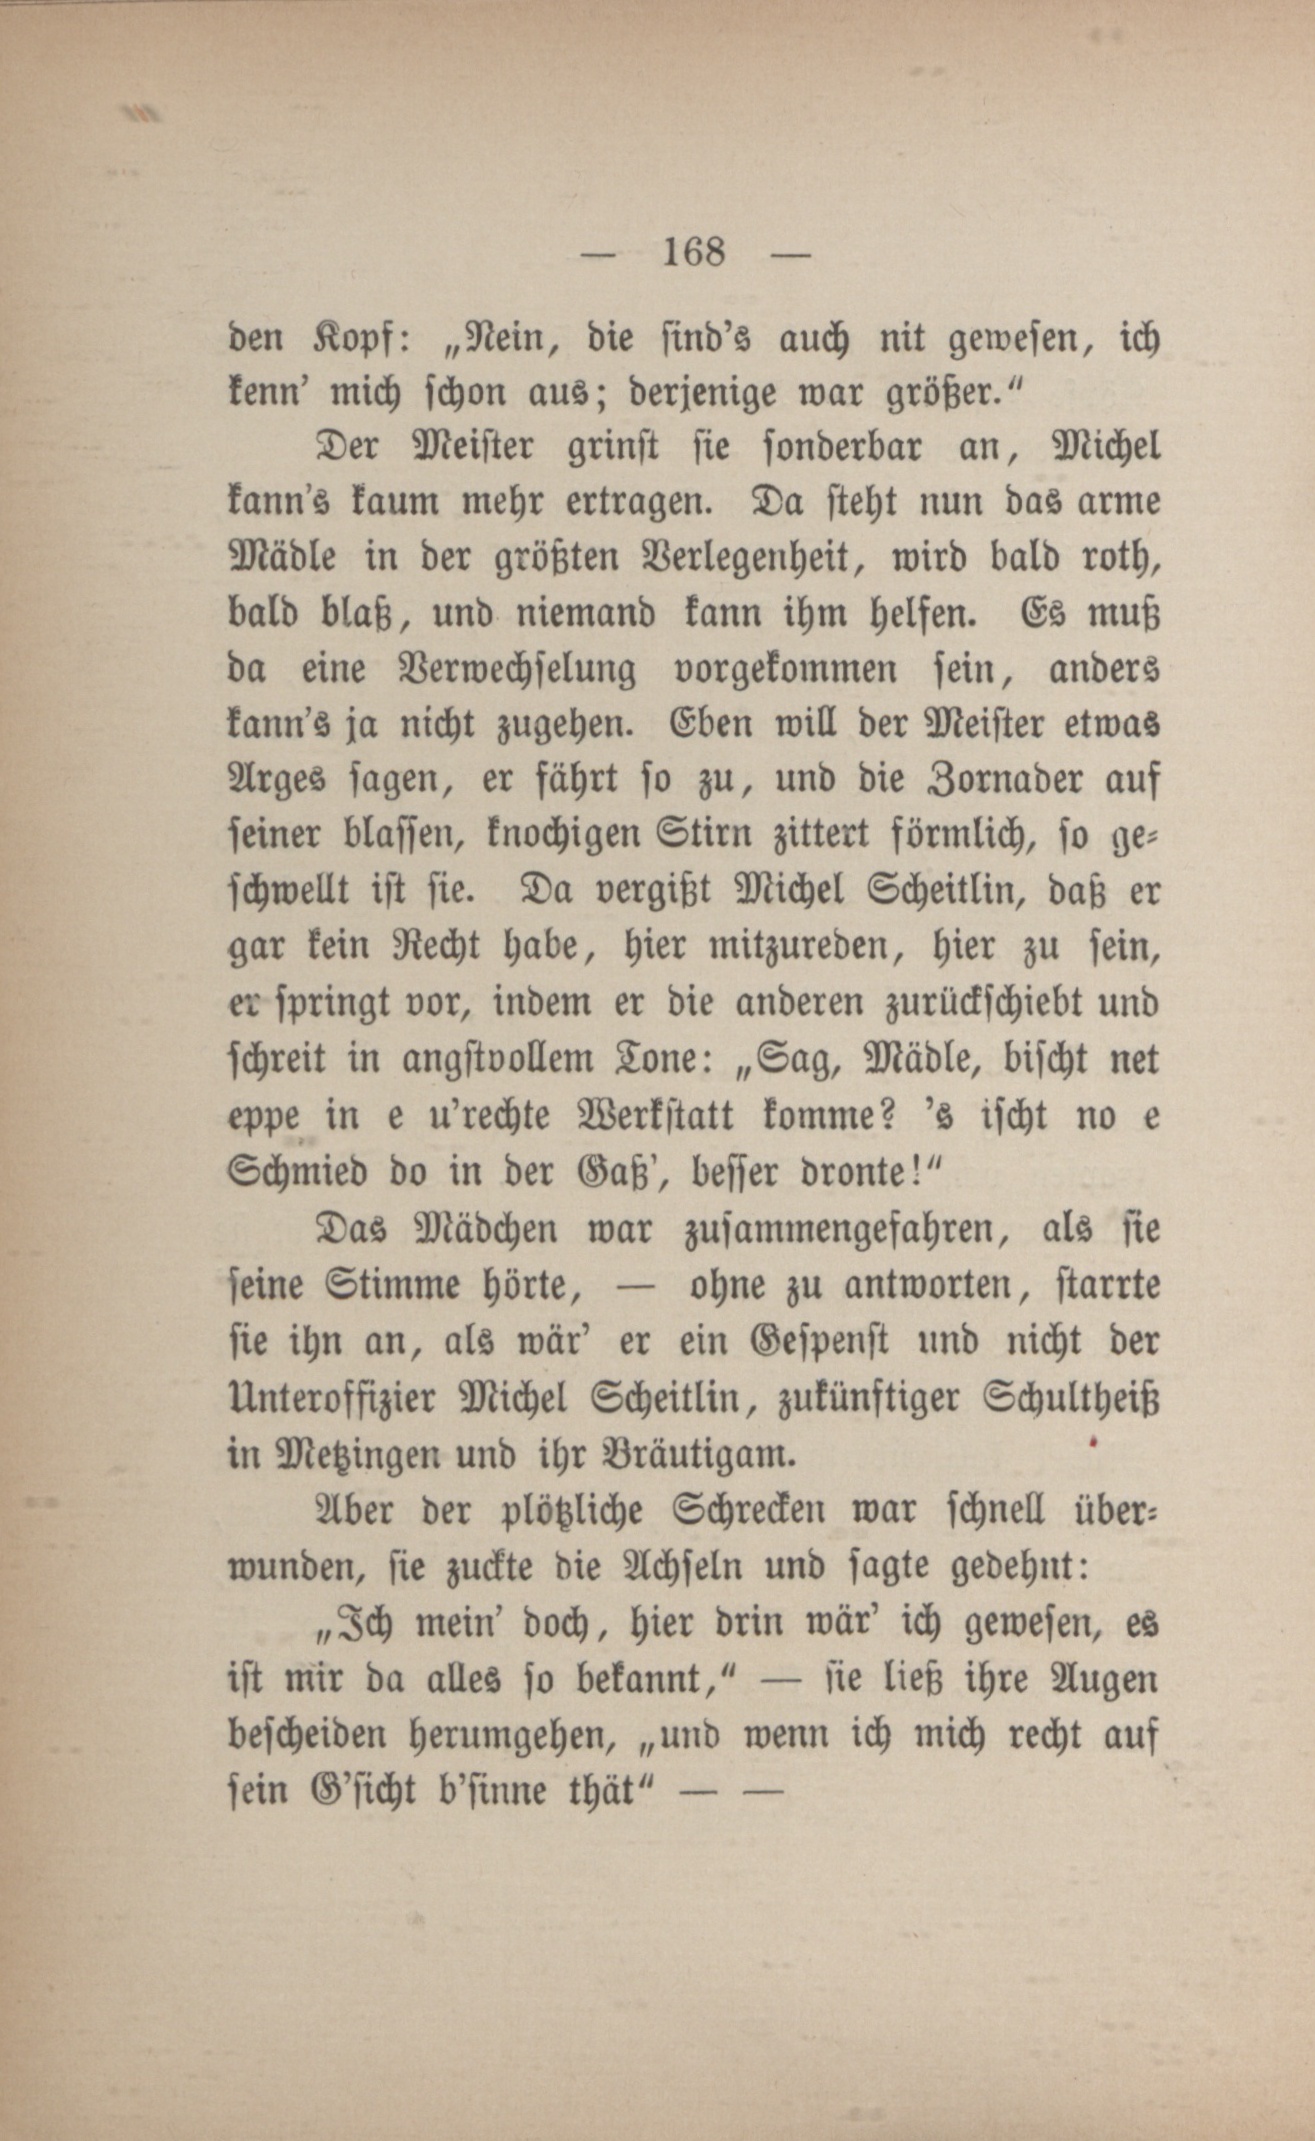 — 168 —
den Kopf: „Nein, die sind's auch nit gewesen, ich
kenn' mich schon aus; derjenige war größer.“
Der Meister grinst sie sonderbar an, Michel
kann's kaum mehr ertragen. Da steht nun das arme
Mädle in der größten Verlegenheit, wird bald roth,
bald blaß, und niemand kann ihm helfen. Es muß
da eine Verwechselung vorgekommen sein, anders
kann's ja nicht zugehen. Eben will der Meister etwas
Arges sagen, er fährt so zu, und die Zornader auf
seiner blassen, knochigen Stirn zittert förmlich, so ge-
schwellt ist sie. Da vergißt Michel Scheitlin, daß er
gar kein Recht habe, hier mitzureden, hier zu sein,
er springt vor, indem er die anderen zurückschiebt und
schreit in angstvollem Tone: „Sag, Mädle, bischt net
eppe in e u'rechte Werkstatt komme? 's ischt no e
Schmied do in der Gaß', besser dronte!“
Das Mädchen war zusammengefahren, als sie
seine Stimme hörte, — ohne zu antworten, starrte
sie ihn an, als wär' er ein Gespenst und nicht der
Unteroffizier Michel Scheitlin, zukünftiger Schultheiß
in Metzingen und ihr Bräutigam.
Aber der plötzliche Schrecken war schnell über-
wunden, sie zuckte die Achseln und sagte gedehnt:
„Ich mein' doch, hier drin wär' ich gewesen, es
ist mir da alles so bekannt,“ — sie ließ ihre Augen
bescheiden herumgehen, „und wenn ich mich recht auf
sein G'sicht b'sinne thät“ — —